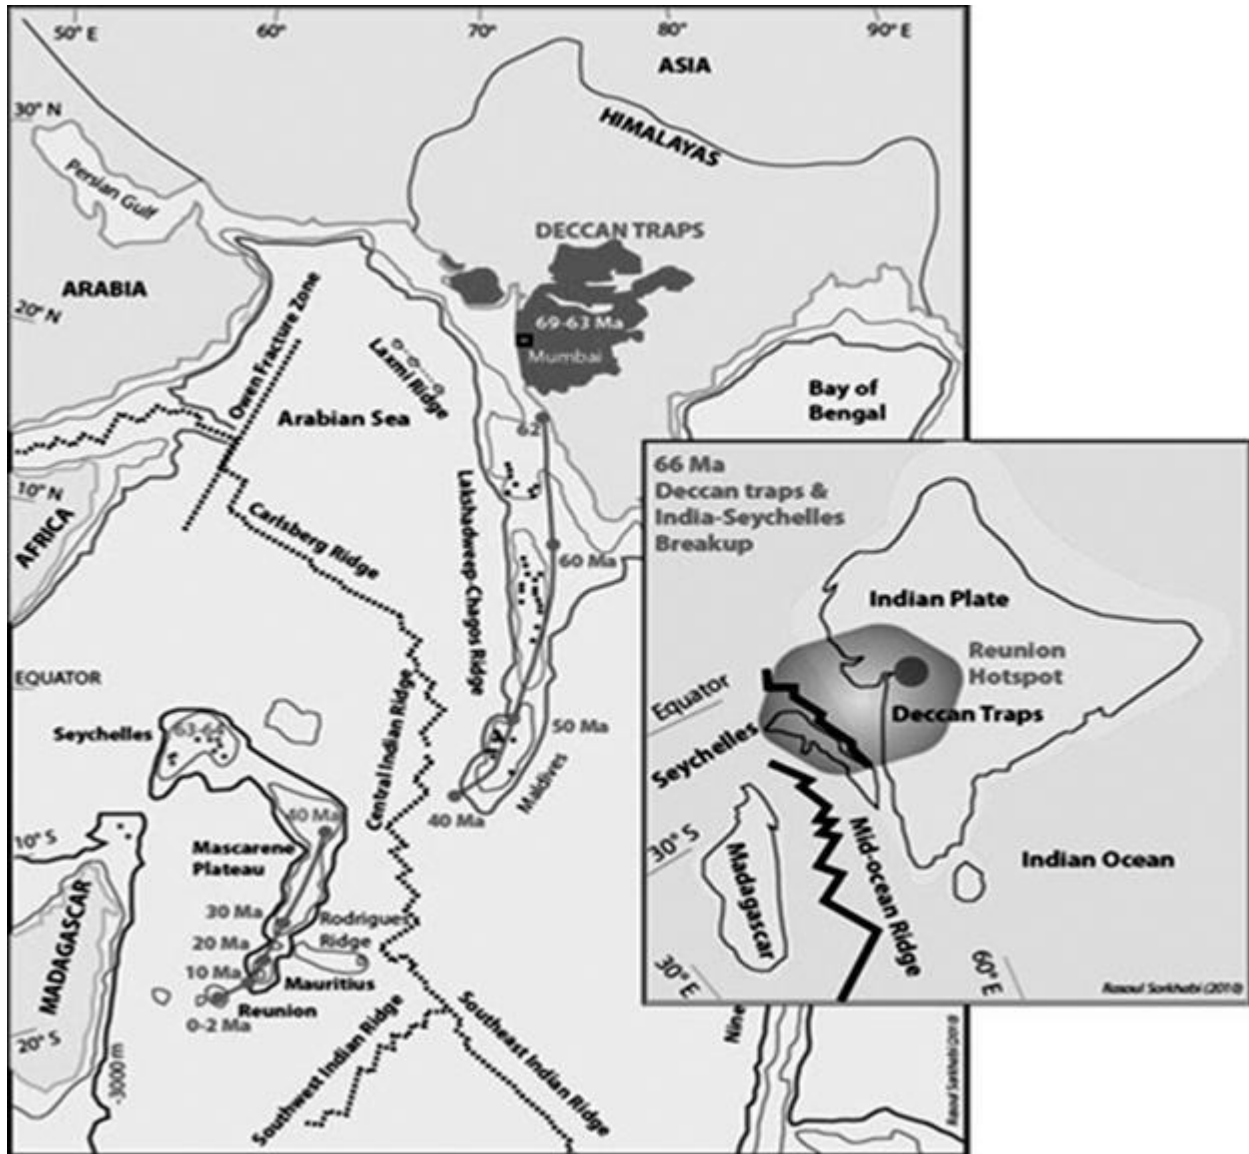 50° E
60°
70°
80°
90° E
ASIA
30° N
HIMALAYAS
Persian Gulf
DECCAN TRAPS
ARABIA
20° N
Owen Fracture Zone
69-63 Ma
Mumbai
Laxmi Ridge
Arabian Sea
Bay of
Bengal
62
10° N
AFRICA
Carlsberg Ridge
Lakshadweep-Chagos Ridge
60 Ma
EQUATOR
Seychelles
Central Indian Ridge
50 Ma
Maldives
40 Ma
40 Ma
10° S
Mascarene
Plateau
30 Ma
Rodrigues
Ridge
20 Ma
10 Ma
Mauritius
Reunion
0-2 Ma
MADAGASCAR
20° S
-3000 m
Southwest Indian Ridge
Southeast Indian Ridge
Nine
66 Ma
Deccan traps &
India-Seychelles
Breakup
Indian Plate
Reunion
Hotspot
Equator
Deccan Traps
Seychelles
30° S
Madagascar
Mid-ocean Ridge
Indian Ocean
30° E
60° E
Rasoul Sorkhabi (2010)
Rasoul Sorkhabi 2010